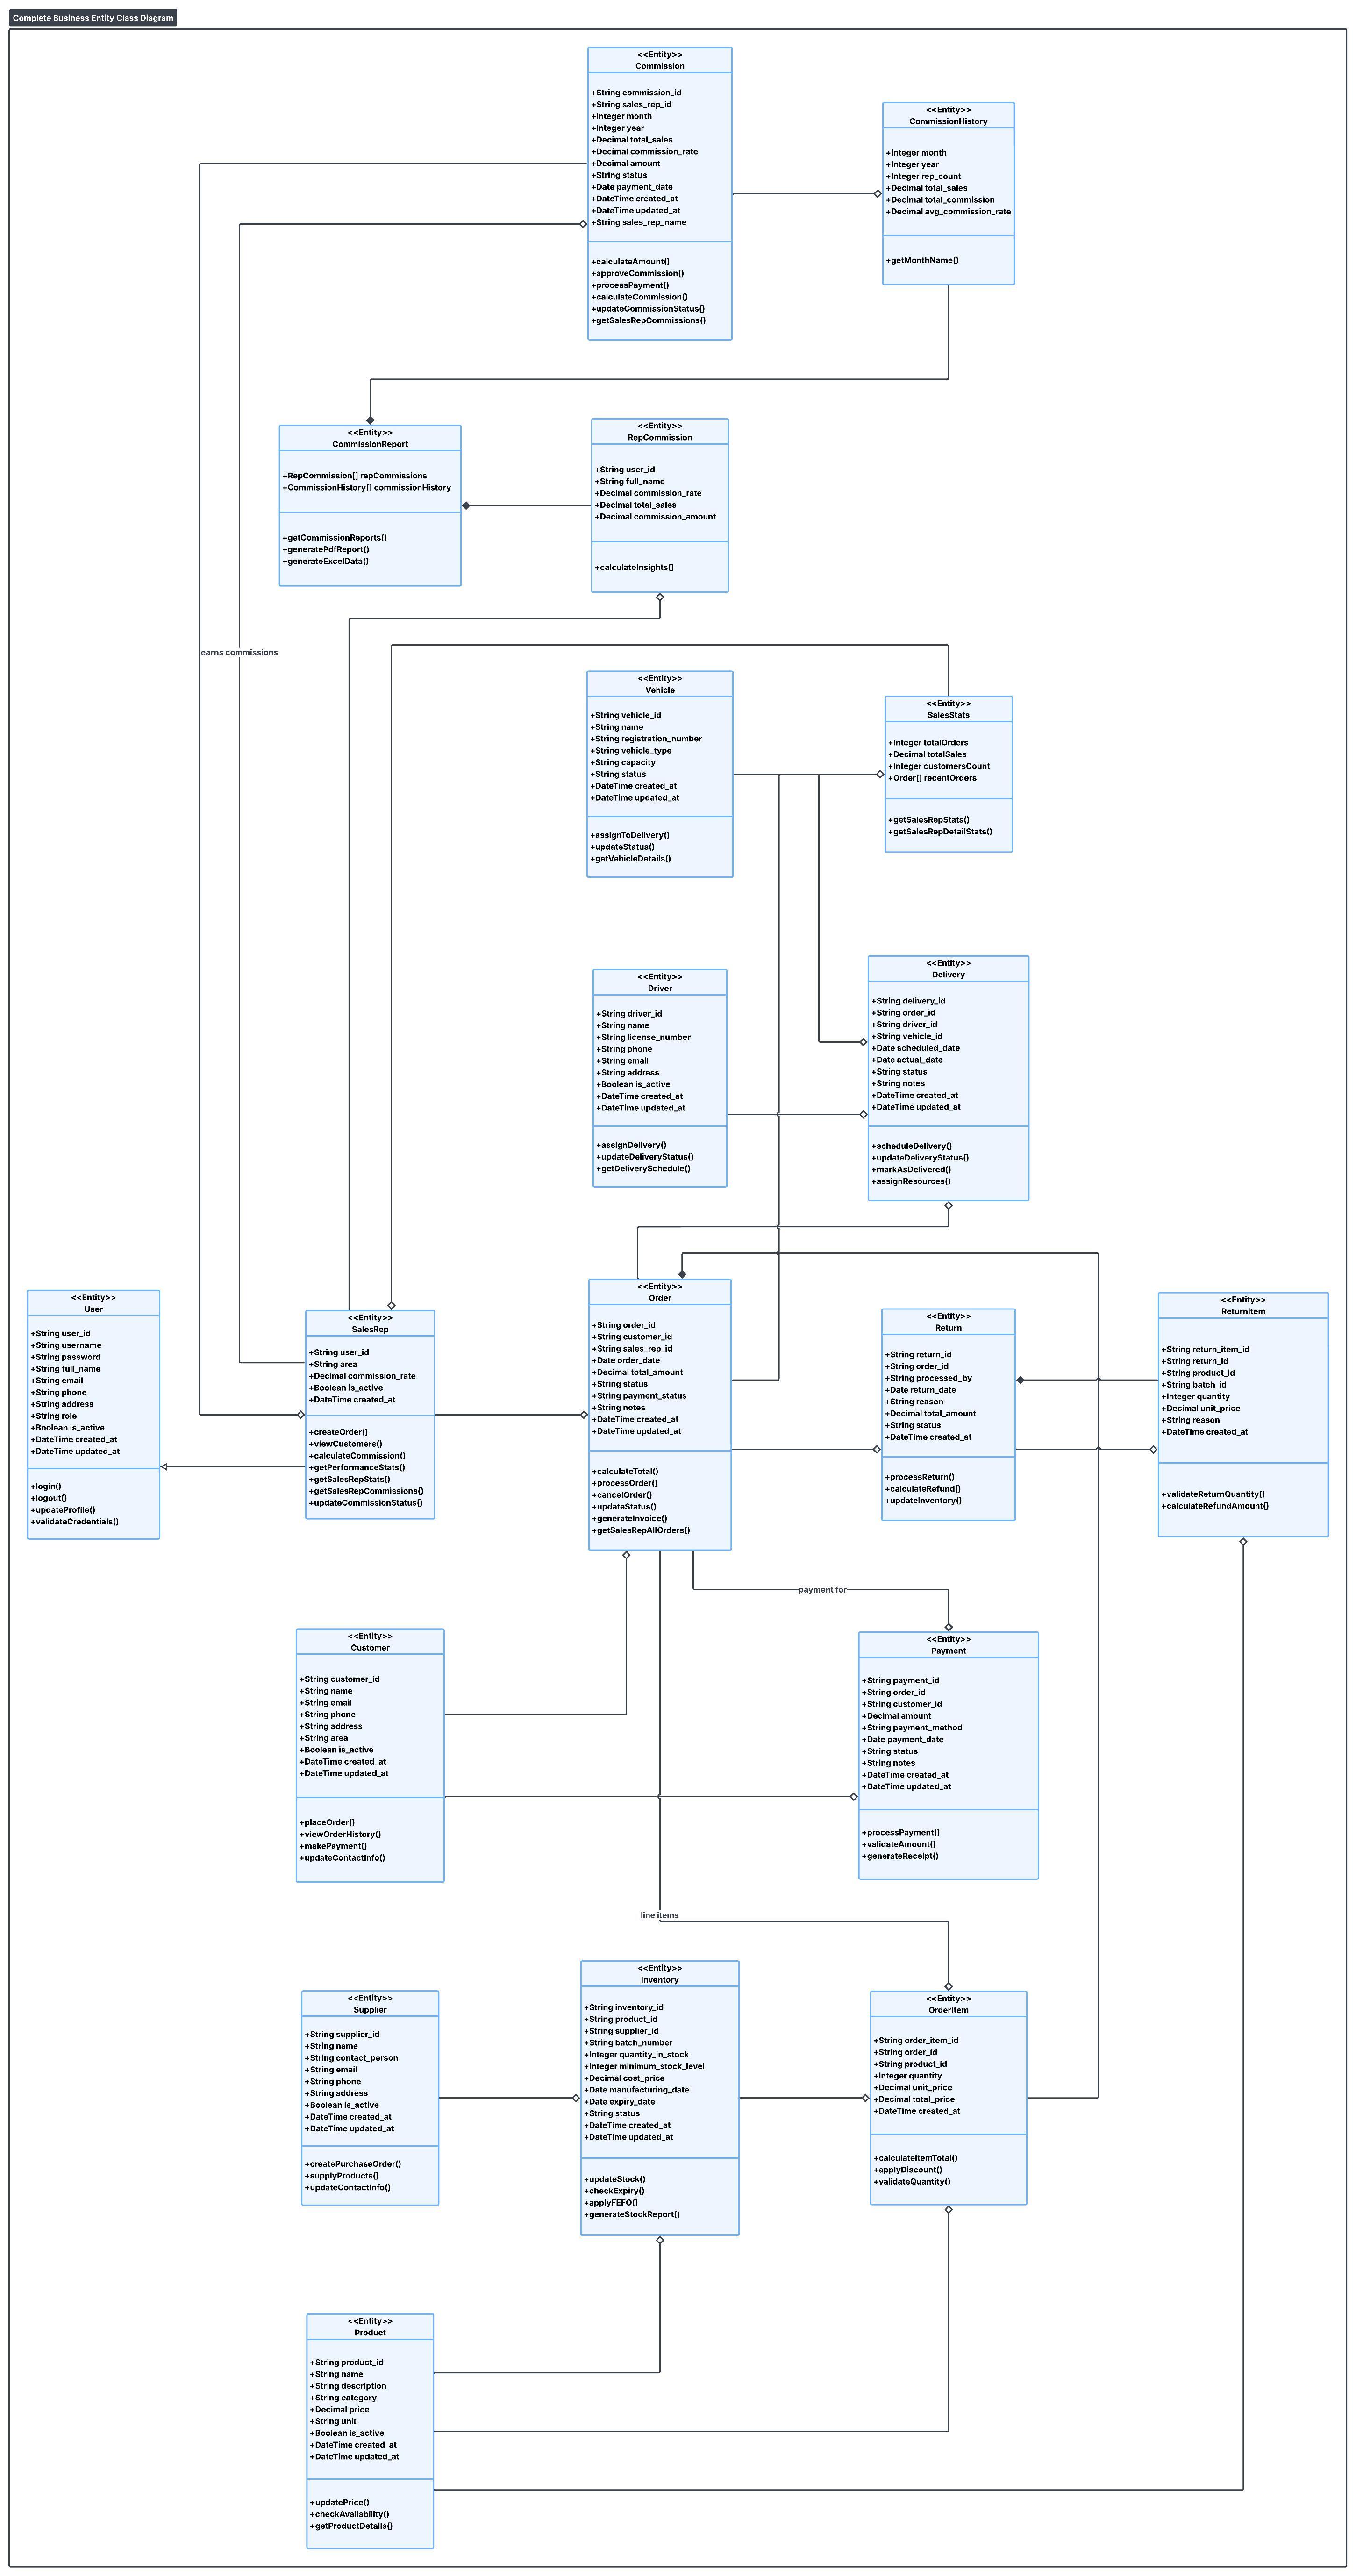 Complete Business Entity Class Diagram
<<Entity>>
Commission
+String commission_id
+String sales_rep_id
+Integer month
+Integer year
+Decimal total_sales
+Decimal commission_rate
+Decimal amount
+String status
+Date payment_date
+DateTime created_at
+DateTime updated_at
+String sales_rep_name
+calculateAmount()
+approveCommission()
+processPayment()
+calculateCommission()
+updateCommissionStatus()
+getSalesRepCommissions()
<<Entity>>
CommissionHistory
+Integer month
+Integer year
+Integer rep_count
+Decimal total_sales
+Decimal total_commission
+Decimal avg_commission_rate
+getMonthName()
<<Entity>>
CommissionReport
+RepCommission[] repCommissions
+CommissionHistory[] commissionHistory
+getCommissionReports()
+generatePdfReport()
+generateExcelData()
<<Entity>>
RepCommission
+String user_id
+String full_name
+Decimal commission_rate
+Decimal total_sales
+Decimal commission_amount
+calculateInsights()
earns commissions
<<Entity>>
Vehicle
+String vehicle_id
+String name
+String registration_number
+String vehicle_type
+String capacity
+String status
+DateTime created_at
+DateTime updated_at
+assignToDelivery()
+updateStatus()
+getVehicleDetails()
<<Entity>>
SalesStats
+Integer totalOrders
+Decimal totalSales
+Integer customersCount
+Order[] recentOrders
+getSalesRepStats()
+getSalesRepDetailStats()
<<Entity>>
Driver
+String driver_id
+String name
+String license_number
+String phone
+String email
+String address
+Boolean is_active
+DateTime created_at
+DateTime updated_at
+assignDelivery()
+updateDeliveryStatus()
+getDeliverySchedule()
<<Entity>>
Delivery
+String delivery_id
+String order_id
+String driver_id
+String vehicle_id
+Date scheduled_date
+Date actual_date
+String status
+String notes
+DateTime created_at
+DateTime updated_at
+scheduleDelivery()
+updateDeliveryStatus()
+markAsDelivered()
+assignResources()
<<Entity>>
User
+String user_id
+String username
+String password
+String full_name
+String email
+String phone
+String address
+String role
+Boolean is_active
+DateTime created_at
+DateTime updated_at
+login()
+logout()
+updateProfile()
+validateCredentials()
<<Entity>>
SalesRep
+String user_id
+String area
+Decimal commission_rate
+Boolean is_active
+DateTime created_at
+createOrder()
+viewCustomers()
+calculateCommission()
+getPerformanceStats()
+getSalesRepStats()
+getSalesRepCommissions()
+updateCommissionStatus()
<<Entity>>
Order
+String order_id
+String customer_id
+String sales_rep_id
+Date order_date
+Decimal total_amount
+String status
+String payment_status
+String notes
+DateTime created_at
+DateTime updated_at
+calculateTotal()
+processOrder()
+cancelOrder()
+updateStatus()
+generateInvoice()
+getSalesRepAllOrders()
<<Entity>>
Return
+String return_id
+String order_id
+String processed_by
+Date return_date
+String reason
+Decimal total_amount
+String status
+DateTime created_at
+processReturn()
+calculateRefund()
+updateInventory()
<<Entity>>
ReturnItem
+String return_item_id
+String return_id
+String product_id
+String batch_id
+Integer quantity
+Decimal unit_price
+String reason
+DateTime created_at
+validateReturnQuantity()
+calculateRefundAmount()
payment for
<<Entity>>
Customer
+String customer_id
+String name
+String email
+String phone
+String address
+String area
+Boolean is_active
+DateTime created_at
+DateTime updated_at
+placeOrder()
+viewOrderHistory()
+makePayment()
+updateContactInfo()
<<Entity>>
Payment
+String payment_id
+String order_id
+String customer_id
+Decimal amount
+String payment_method
+Date payment_date
+String status
+String notes
+DateTime created_at
+DateTime updated_at
+processPayment()
+validateAmount()
+generateReceipt()
line items
<<Entity>>
Supplier
+String supplier_id
+String name
+String contact_person
+String email
+String phone
+String address
+Boolean is_active
+DateTime created_at
+DateTime updated_at
+createPurchaseOrder()
+supplyProducts()
+updateContactInfo()
<<Entity>>
Inventory
+String inventory_id
+String product_id
+String supplier_id
+String batch_number
+Integer quantity_in_stock
+Integer minimum_stock_level
+Decimal cost_price
+Date manufacturing_date
+Date expiry_date
+String status
+DateTime created_at
+DateTime updated_at
+updateStock()
+checkExpiry()
+applyFEFO()
+generateStockReport()
<<Entity>>
OrderItem
+String order_item_id
+String order_id
+String product_id
+Integer quantity
+Decimal unit_price
+Decimal total_price
+DateTime created_at
+calculateItemTotal()
+applyDiscount()
+validateQuantity()
<<Entity>>
Product
+String product_id
+String name
+String description
+String category
+Decimal price
+String unit
+Boolean is_active
+DateTime created_at
+DateTime updated_at
+updatePrice()
+checkAvailability()
+getProductDetails()